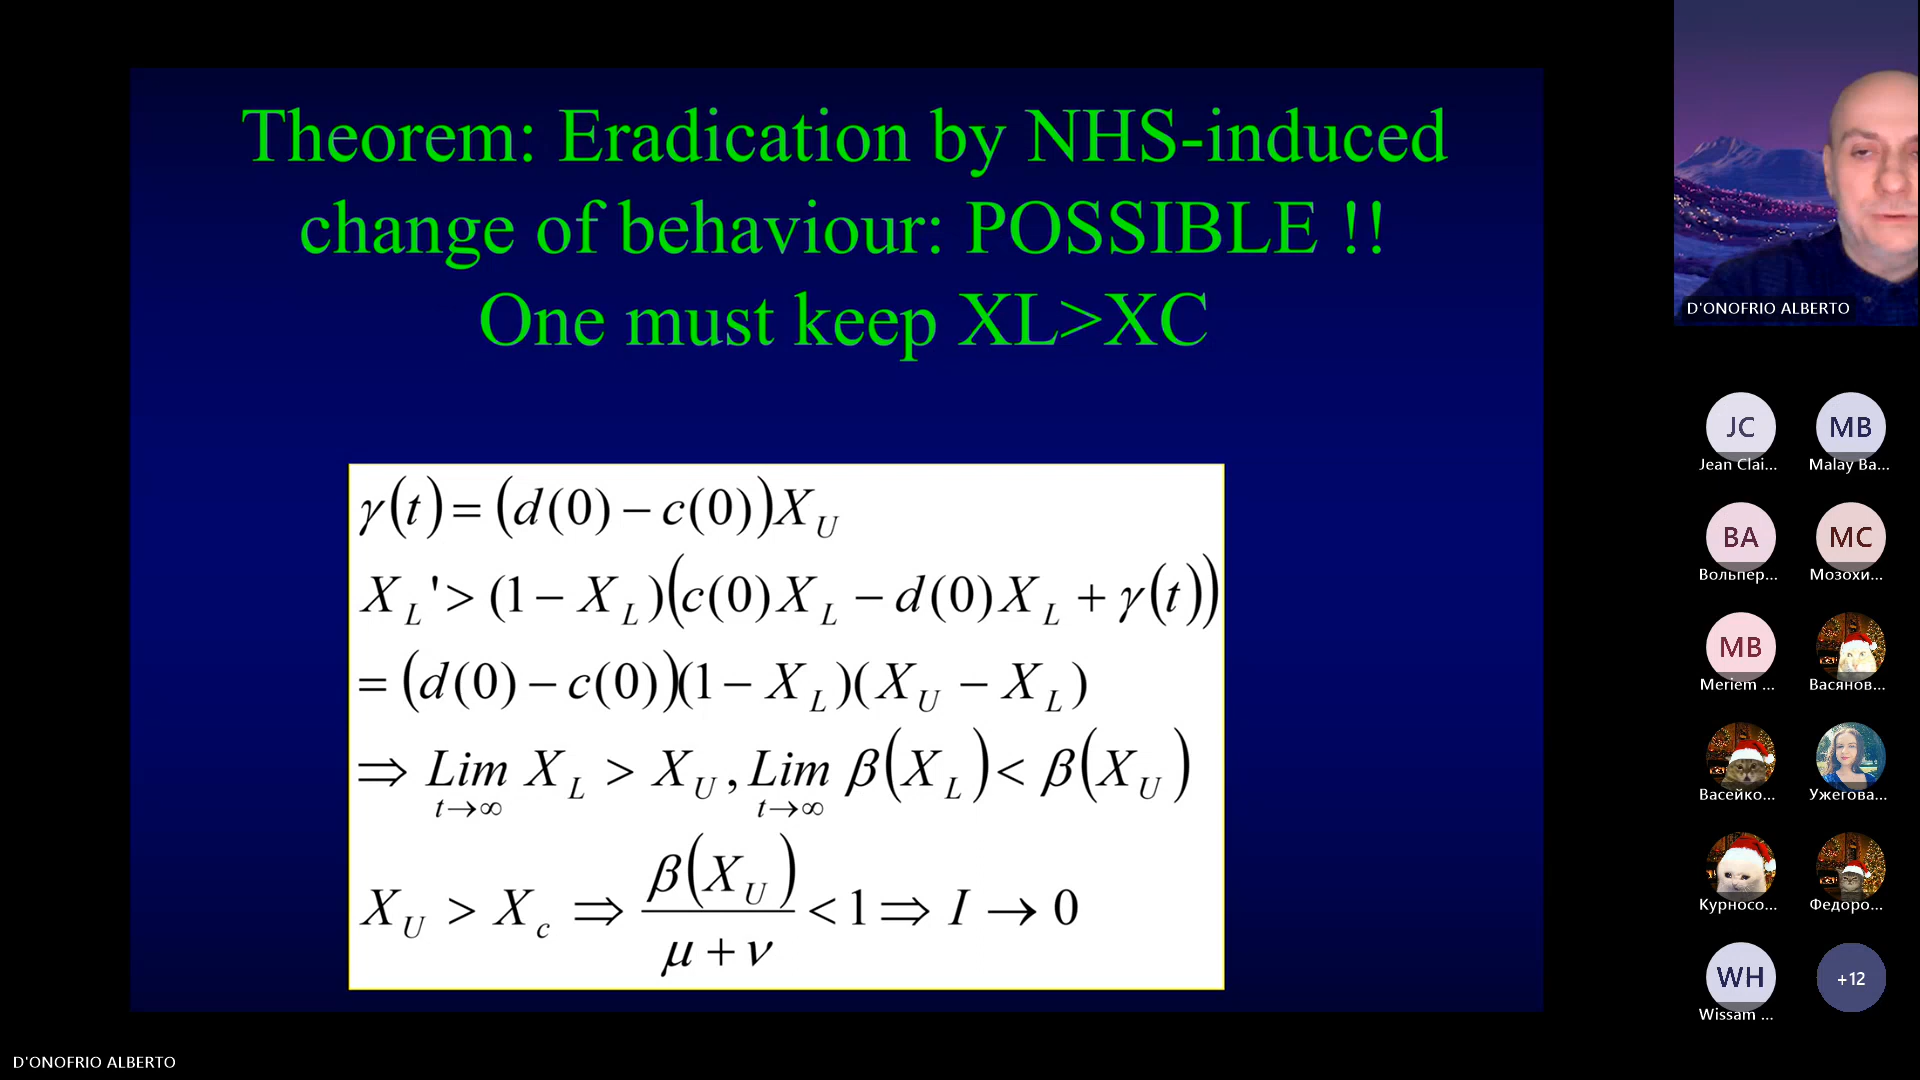 Theorem: Eradication by NHS-induced
change of behaviour: POSSIBLE !!
One must keep XL>XC
γ(t) = (d(0) − c(0))X_U
X_L' > (1 − X_L)(c(0)X_L − d(0)X_L + γ(t))
= (d(0) − c(0))(1 − X_L)(X_U − X_L)
⇒ Lim_{t→∞} X_L > X_U , Lim_{t→∞} β(X_L) < β(X_U)
X_U > X_c ⇒ β(X_U) / (μ + ν) < 1 ⇒ I → 0
D'ONOFRIO ALBERTO
JC MB
Jean Clai... Malay Ba...
BA MC
Вольпер... Мозохи...
MB
Meriem ... Васянов...
Васейко... Ужегова...
Курносо... Федоро...
WH +12
Wissam ...
D'ONOFRIO ALBERTO